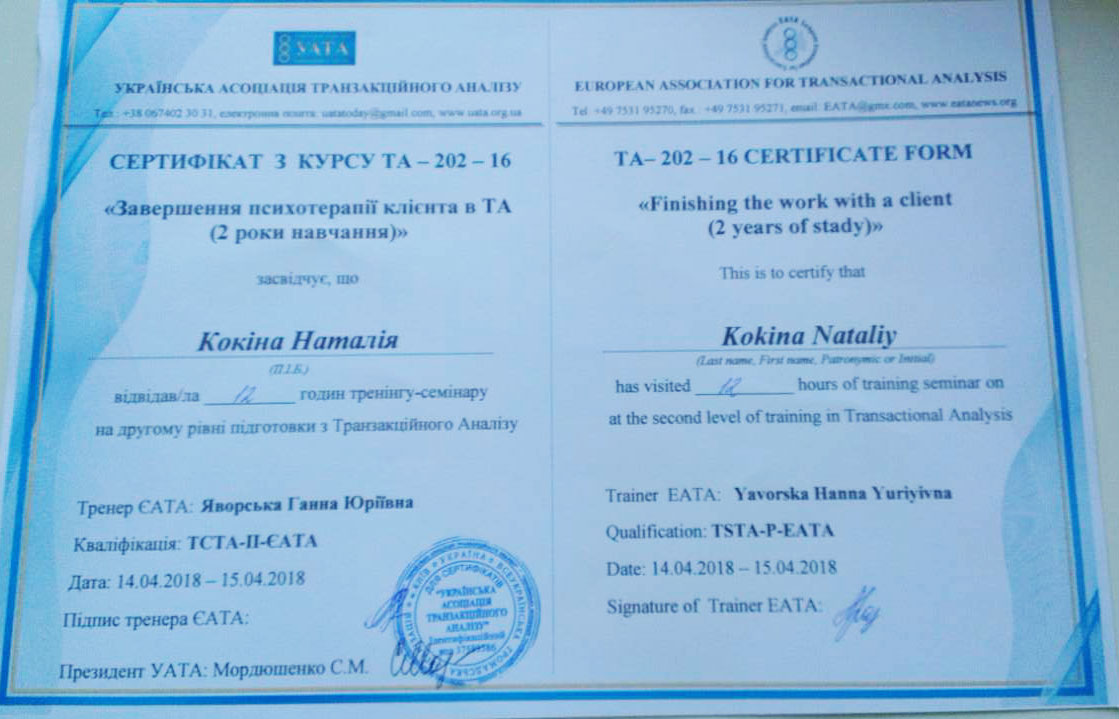 УАТА
УКРАЇНСЬКА АСОЦІАЦІЯ ТРАНЗАКЦІЙНОГО АНАЛІЗУ
Тел.: +38 067402 30 31, електронна пошта: uatatoday@gmail.com, www.uata.org.ua
СЕРТИФІКАТ З КУРСУ ТА – 202 – 16
«Завершення психотерапії клієнта в ТА
(2 роки навчання)»
засвідчує, що
Кокіна Наталія
(П.І.Б.)
відвідав/ла 12 годин тренінгу-семінару
на другому рівні підготовки з Транзакційного Аналізу
Тренер ЄАТА: Яворська Ганна Юріївна
Кваліфікація: ТСТА-П-ЄАТА
Дата: 14.04.2018 – 15.04.2018
Підпис тренера ЄАТА:
Президент УАТА: Мордюшенко С.М.
ДЛЯ СЕРТИФІКАТІВ
"УКРАЇНСЬКА
АСОЦІАЦІЯ
ТРАНЗАКЦІЙНОГО
АНАЛІЗУ"
Ідентифікаційний
EATA
EUROPEAN ASSOCIATION FOR TRANSACTIONAL ANALYSIS
Tel +49 7531 95270, fax.: +49 7531 95271, email: EATA@gmx.com, www.eatanews.org
TA– 202 – 16 CERTIFICATE FORM
«Finishing the work with a client
(2 years of stady)»
This is to certify that
Kokina Nataliy
(Last name, First name, Patronymic or Initial)
has visited 12 hours of training seminar on
at the second level of training in Transactional Analysis
Trainer EATA: Yavorska Hanna Yuriyivna
Qualification: TSTA-P-EATA
Date: 14.04.2018 – 15.04.2018
Signature of Trainer EATA: